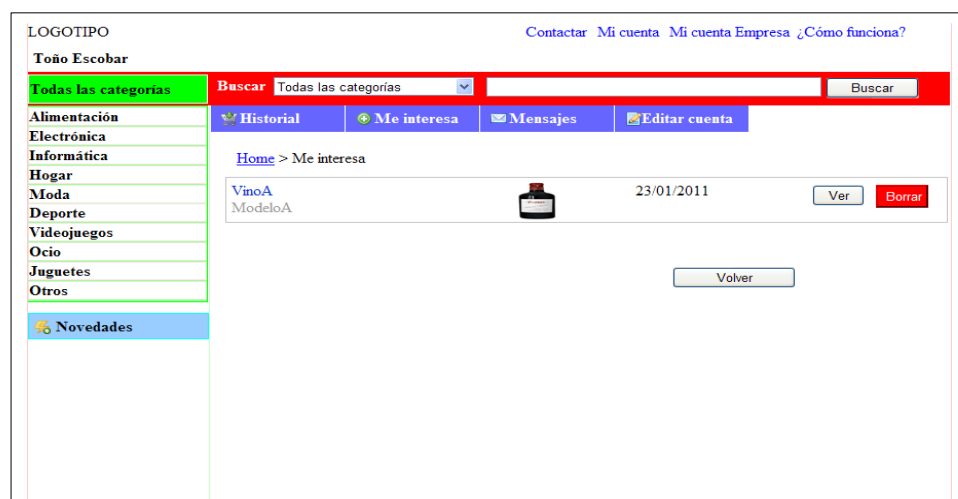 LOGOTIPO
Contactar Mi cuenta Mi cuenta Empresa ¿Cómo funciona?
Toño Escobar
Todas las categorías
Buscar Todas las categorías Buscar
Alimentación
Electrónica
Informática
Hogar
Moda
Deporte
Videojuegos
Ocio
Juguetes
Otros
Novedades
Historial Me interesa Mensajes Editar cuenta
Home > Me interesa
VinoA 23/01/2011 Ver Borrar
ModeloA
Volver